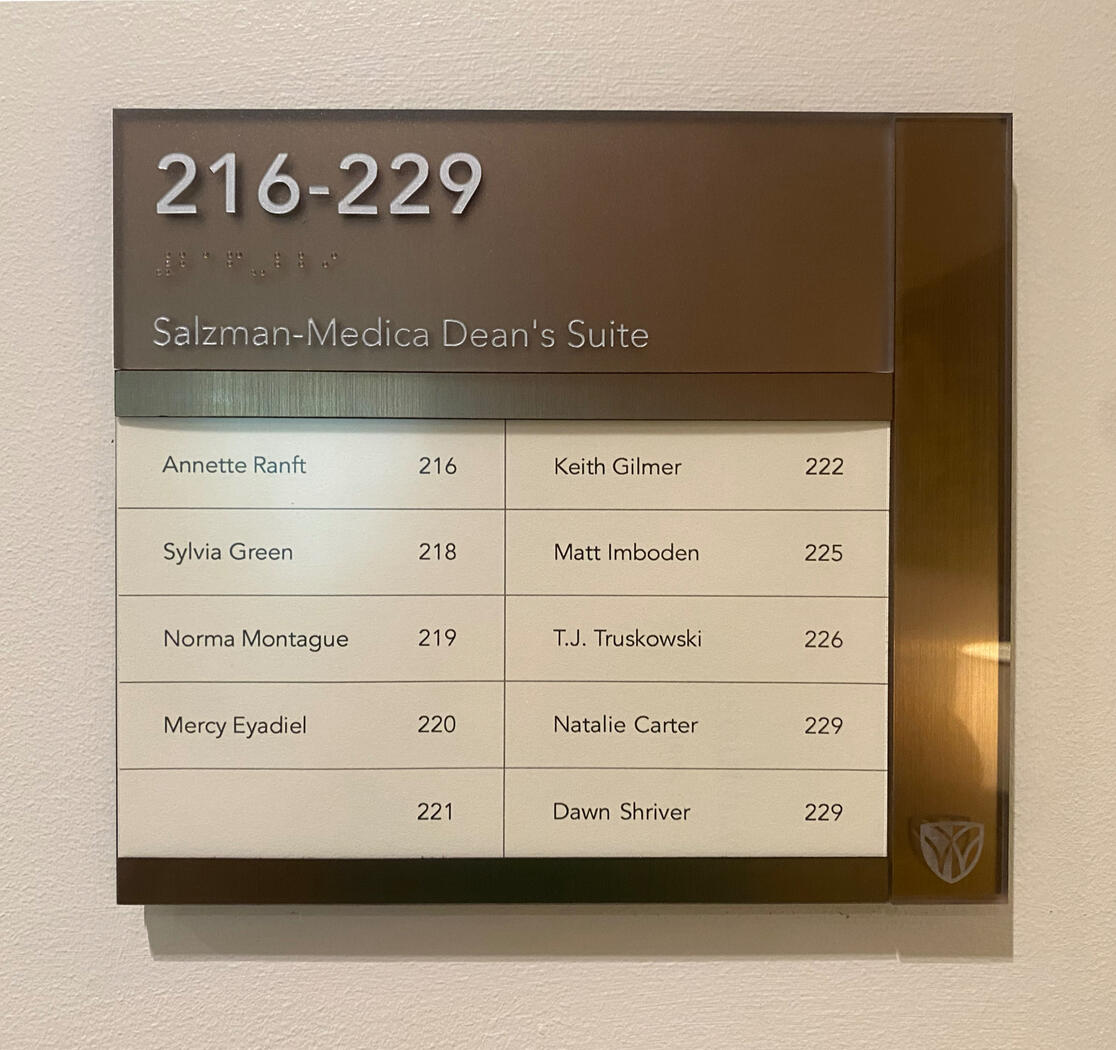 216-229
Salzman-Medica Dean's Suite
Annette Ranft 216
Sylvia Green 218
Norma Montague 219
Mercy Eyadiel 220
221
Keith Gilmer 222
Matt Imboden 225
T.J. Truskowski 226
Natalie Carter 229
Dawn Shriver 229